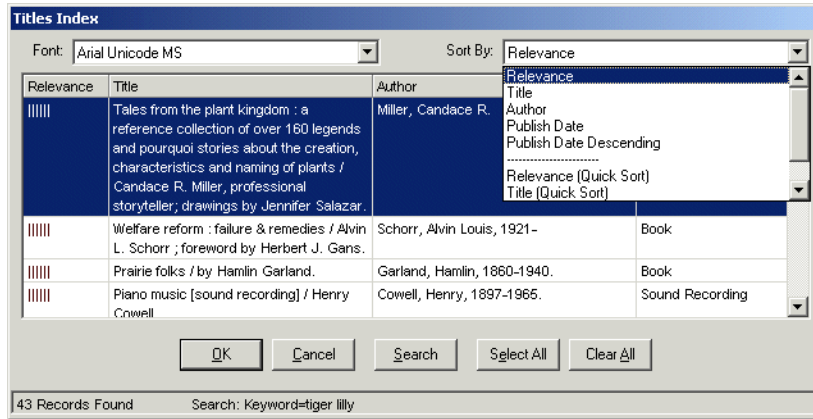 Titles Index
Font: Arial Unicode MS Sort By: Relevance
Relevance Title Author
Relevance
Title
Author
Publish Date
Publish Date Descending
------------------------
Relevance (Quick Sort)
Title (Quick Sort)
Tales from the plant kingdom : a
reference collection of over 160 legends
and pourquoi stories about the creation,
characteristics and naming of plants /
Candace R. Miller, professional
storyteller; drawings by Jennifer Salazar.
Miller, Candace R.
Welfare reform : failure & remedies / Alvin
L. Schorr ; foreword by Herbert J. Gans.
Schorr, Alvin Louis, 1921-
Book
Prairie folks / by Hamlin Garland.
Garland, Hamlin, 1860-1940.
Book
Piano music [sound recording] / Henry
Cowell
Cowell, Henry, 1897-1965.
Sound Recording
OK Cancel Search Select All Clear All
43 Records Found Search: Keyword=tiger lilly